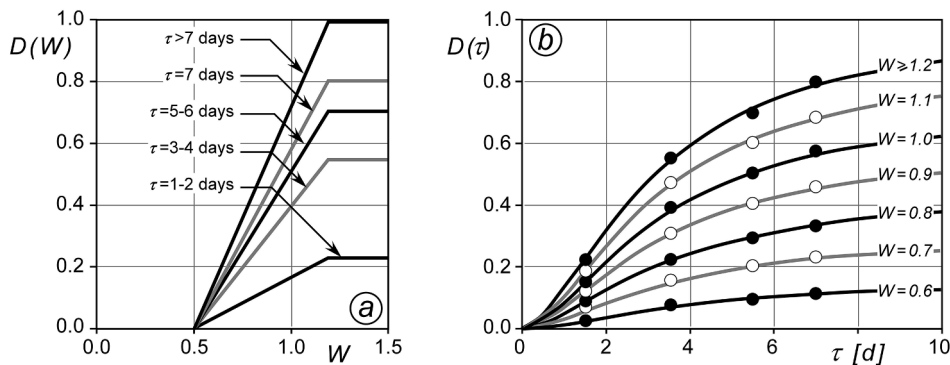 1.0
D(W)
0.8
0.6
0.4
0.2
0.0
τ>7 days
τ=7 days
τ=5-6
days
τ=3-4 days
τ=1-2 days
a
0.0
0.5
1.0
W
1.5
1.0
D(τ)
0.8
0.6
0.4
0.2
0.0
b
W⩾1.2
W=1.1
W=1.0
W=0.9
W=0.8
W=0.7
W=0.6
0
2
4
6
τ [d]
10